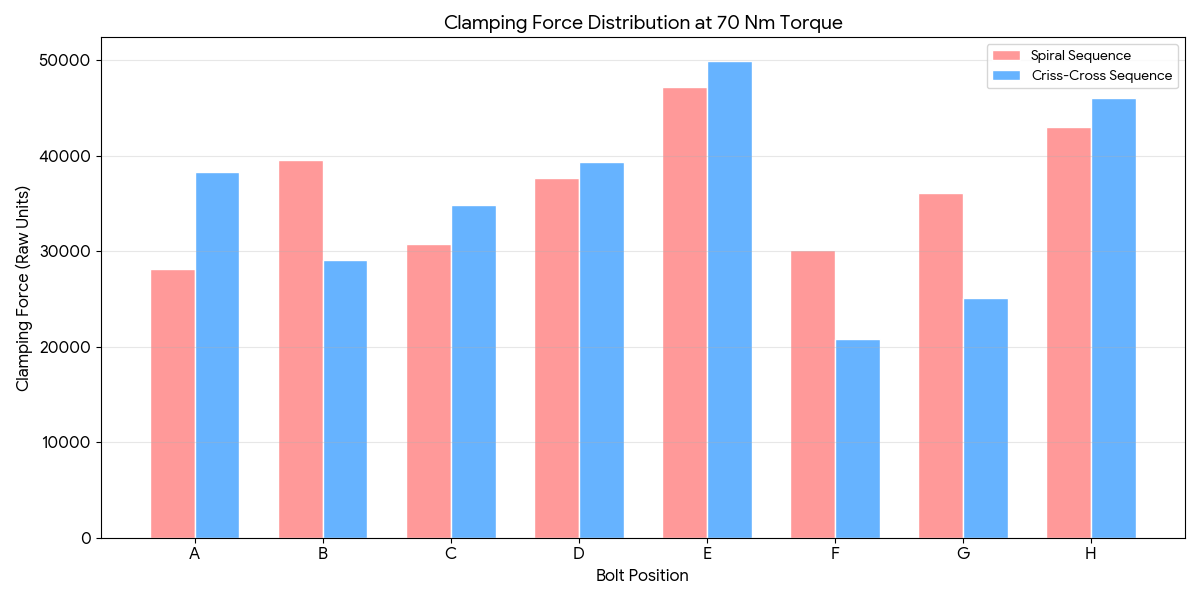 Clamping Force Distribution at 70 Nm Torque
Spiral Sequence
Criss-Cross Sequence
Clamping Force (Raw Units)
50000
40000
30000
20000
10000
0
A B C D E F G H
Bolt Position